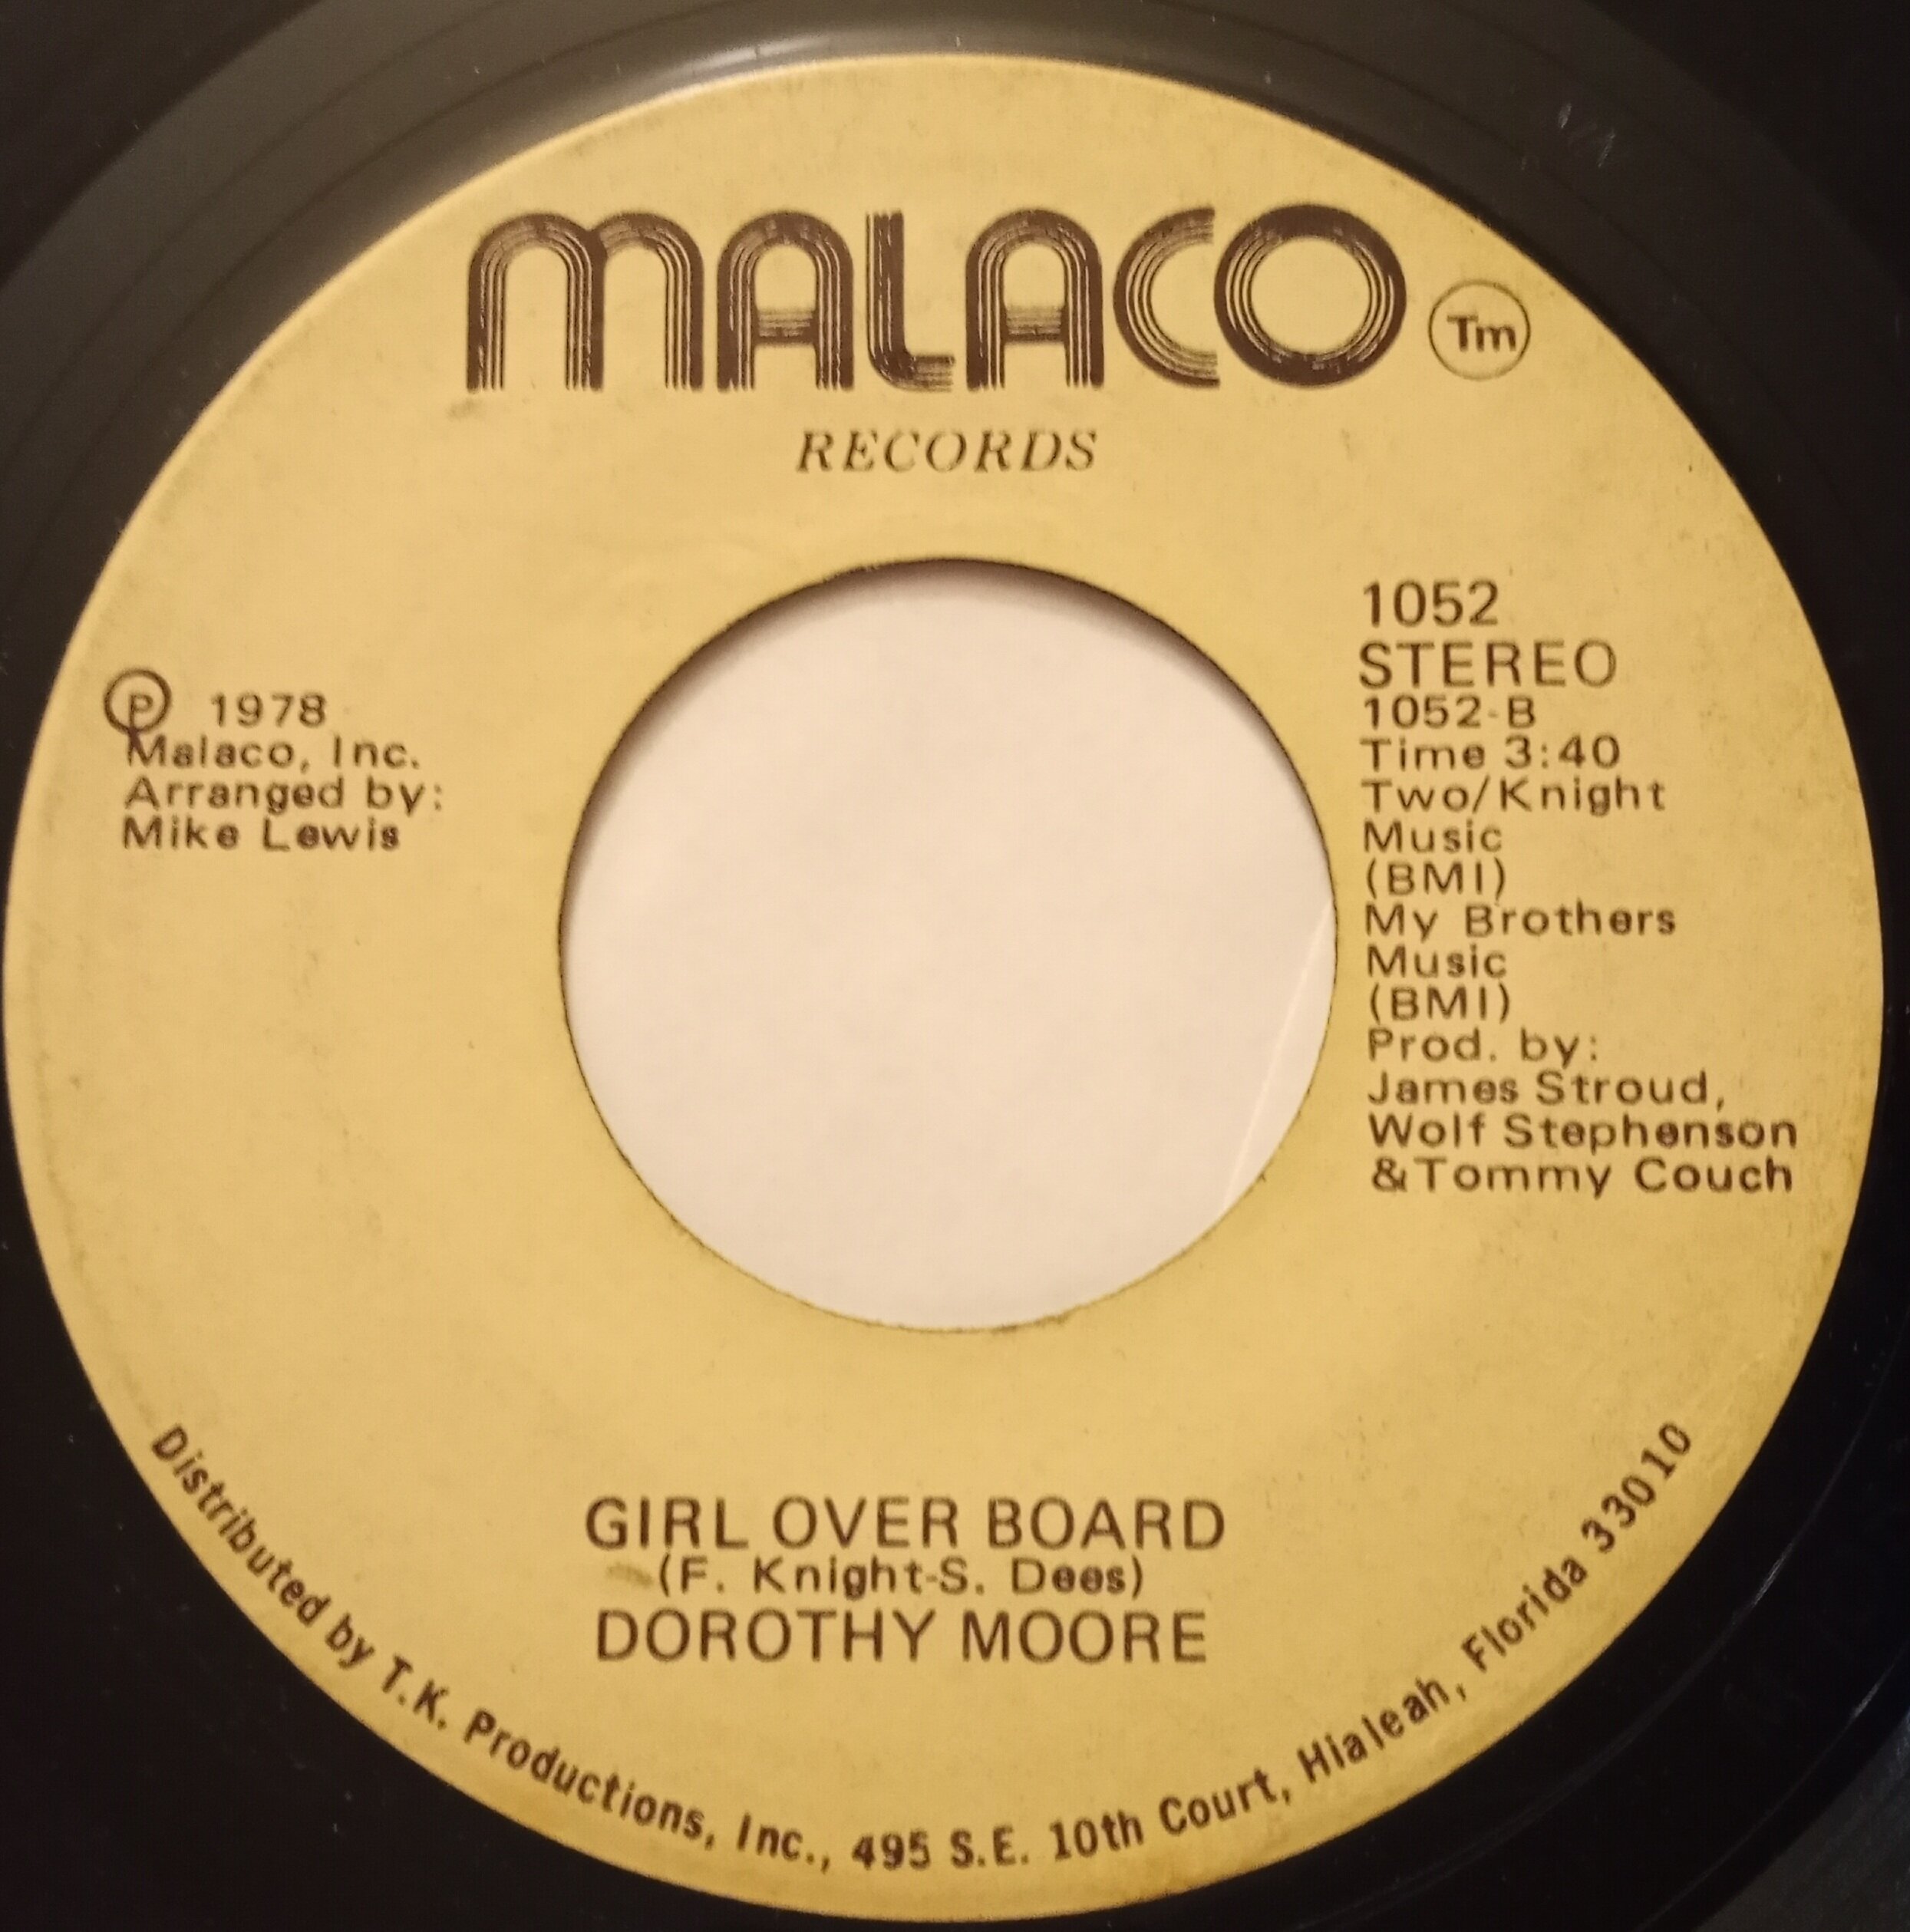 MALACO Tm
RECORDS
Ⓟ 1978
Malaco, Inc.
Arranged by:
Mike Lewis
1052
STEREO
1052-B
Time 3:40
Two/Knight
Music
(BMI)
My Brothers
Music
(BMI)
Prod. by:
James Stroud,
Wolf Stephenson
&Tommy Couch
GIRL OVER BOARD
(F. Knight-S. Dees)
DOROTHY MOORE
Distributed by T.K. Productions, Inc., 495 S.E. 10th Court, Hialeah, Florida 33010